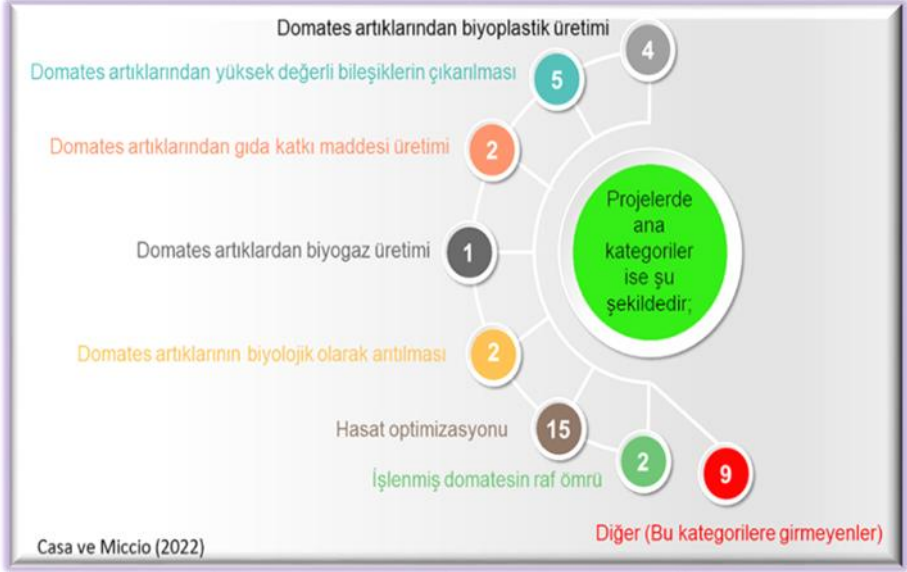 Domates artıklarından biyoplastik üretimi
4
Domates artıklarından yüksek değerli bileşiklerin çıkarılması
5
Domates artıklarından gıda katkı maddesi üretimi
2
Domates artıklardan biyogaz üretimi
1
Domates artıklarının biyolojik olarak arıtılması
2
Hasat optimizasyonu
15
İşlenmiş domatesin raf ömrü
2
9
Diğer (Bu kategorilere girmeyenler)
Projelerde
ana
kategoriler
ise şu
şekildedir;
Casa ve Miccio (2022)